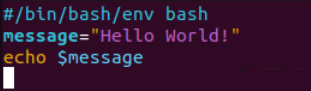 #/bin/bash/env bash
message="Hello World!"
echo $message